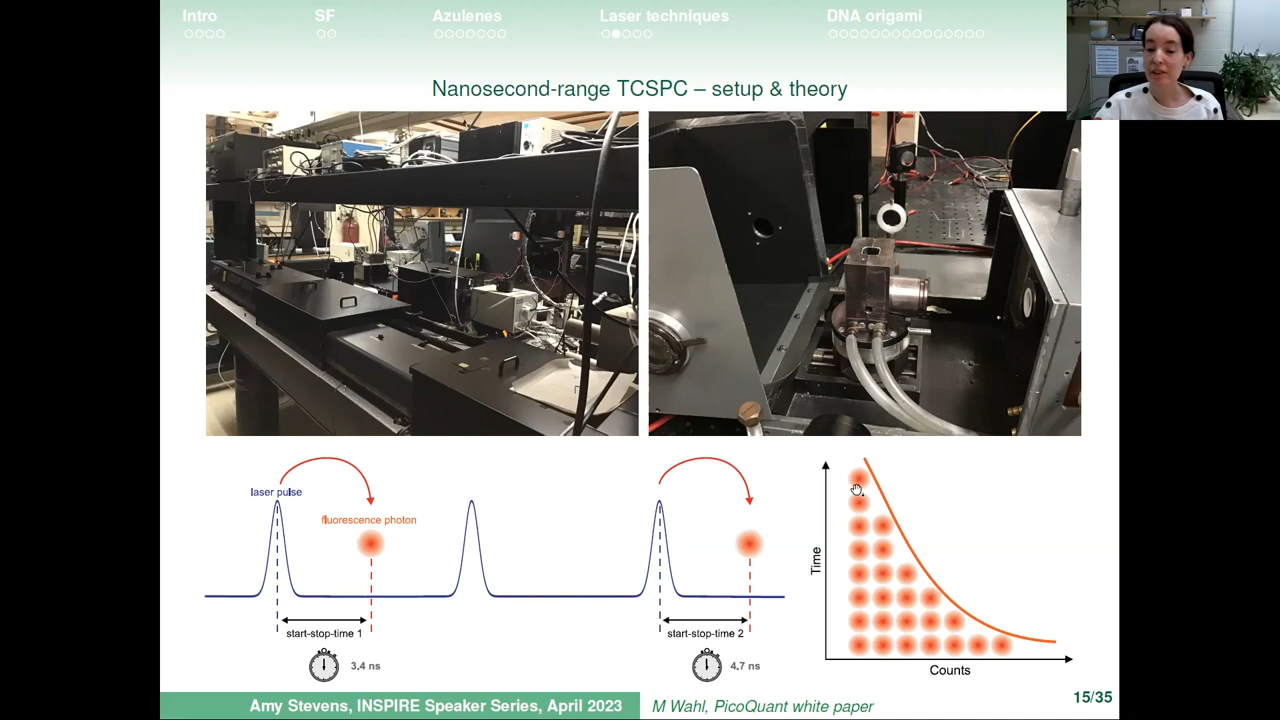 Intro SF Azulenes Laser techniques DNA origami
Nanosecond-range TCSPC – setup & theory
laser pulse
fluorescence photon
start-stop-time 1
3.4 ns
start-stop-time 2
4.7 ns
Time
Counts
Amy Stevens, INSPIRE Speaker Series, April 2023
M Wahl, PicoQuant white paper
15/35